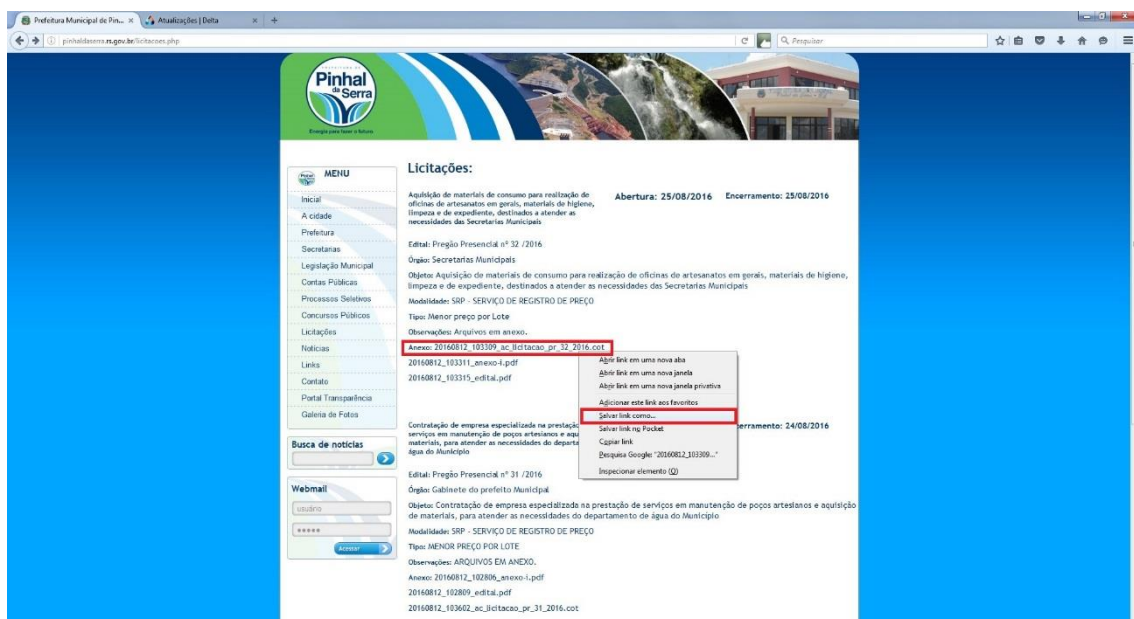 Prefeitura Municipal de Pin... ×
Atualizações | Delta ×
+
pinhaldaserra.rs.gov.br/licitacoes.php
Pesquisar
Pinhal
da Serra
Energia para fazer o futuro
MENU
Inicial
A cidade
Prefeitura
Secretarias
Legislação Municipal
Contas Públicas
Processos Seletivos
Concursos Públicos
Licitações
Notícias
Links
Contato
Portal Transparência
Galeria de Fotos
Busca de notícias
Webmail
usuário
*****
Acessar
Licitações:
Aquisição de materiais de consumo para realização de
oficinas de artesanatos em gerais, materiais de higiene,
limpeza e de expediente, destinados a atender as
necessidades das Secretarias Municipais
Abertura: 25/08/2016 Encerramento: 25/08/2016
Edital: Pregão Presencial nº 32 /2016
Órgão: Secretarias Municipais
Objeto: Aquisição de materiais de consumo para realização de oficinas de artesanatos em gerais, materiais de higiene,
limpeza e de expediente, destinados a atender as necessidades das Secretarias Municipais
Modalidade: SRP - SERVIÇO DE REGISTRO DE PREÇO
Tipo: Menor preço por Lote
Observações: Arquivos em anexo.
Anexo: 20160812_103309_ac_licitacao_pr_32_2016.cot
20160812_103311_anexo-i.pdf
20160812_103315_edital.pdf
Abrir link em uma nova aba
Abrir link em uma nova janela
Abrir link em uma nova janela privativa
Adicionar este link aos favoritos
Salvar link como...
Salvar link no Pocket
Copiar link
Pesquisa Google: "20160812_103309..."
Inspecionar elemento (Q)
Contratação de empresa especializada na prestação
serviços em manutenção de poços artesianos e aqu
materiais, para atender as necessidades do departa
água do Município
erramento: 24/08/2016
Edital: Pregão Presencial nº 31 /2016
Órgão: Gabinete do prefeito Municipal
Objeto: Contratação de empresa especializada na prestação de serviços em manutenção de poços artesianos e aquisição
de materiais, para atender as necessidades do departamento de água do Município
Modalidade: SRP - SERVIÇO DE REGISTRO DE PREÇO
Tipo: MENOR PREÇO POR LOTE
Observações: ARQUIVOS EM ANEXO.
Anexo: 20160812_102806_anexo-i.pdf
20160812_102809_edital.pdf
20160812_103602_ac_licitacao_pr_31_2016.cot